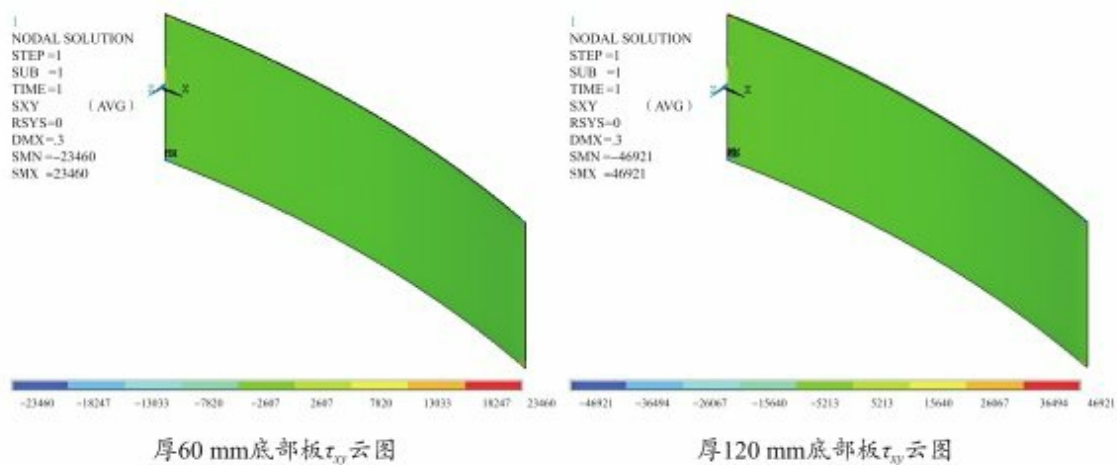 1
NODAL SOLUTION
STEP =1
SUB =1
TIME=1
SXY （AVG）
RSYS=0
DMX=.3
SMN=-23460
SMX =23460
Z X
MX
-23460 -18247 -13033 -7820 -2607 2607 7820 13033 18247 23460
厚60 mm底部板τxy云图
1
NODAL SOLUTION
STEP =1
SUB =1
TIME=1
SXY （AVG）
RSYS=0
DMX=.3
SMN=-46921
SMX =46921
Z X
-46921 -36494 -26067 -15640 -5213 5213 15640 26067 36494 46921
厚120 mm底部板τxy云图